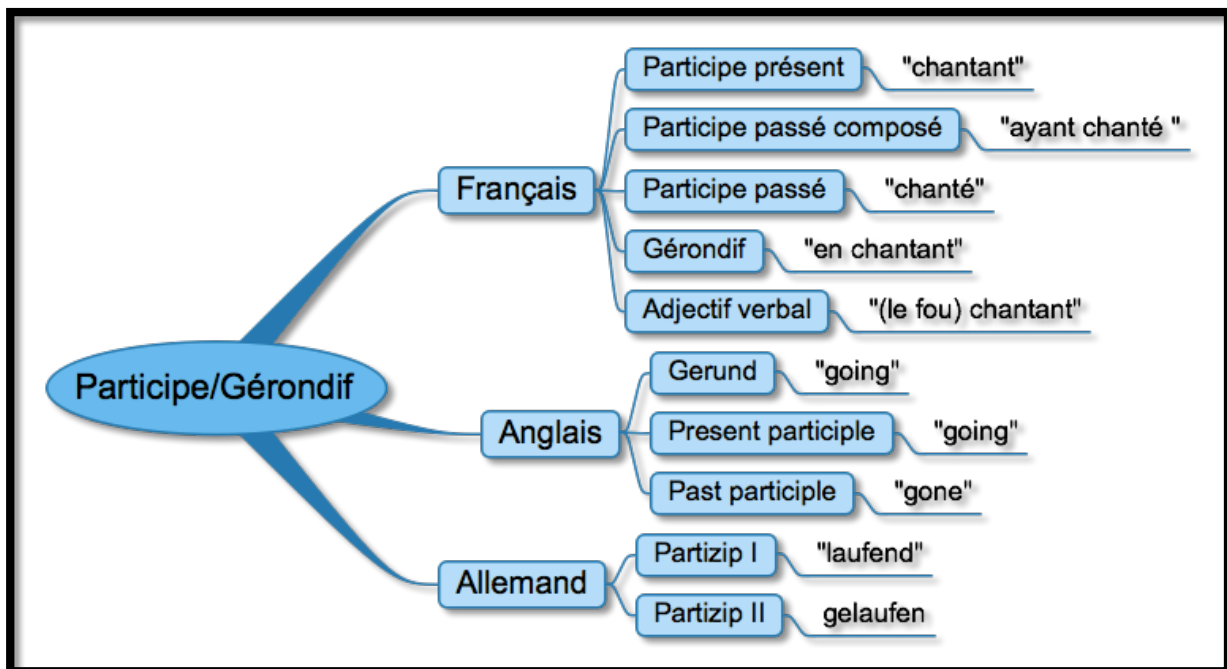 Participe/Gérondif
Français
Participe présent
"chantant"
Participe passé composé
"ayant chanté "
Participe passé
"chanté"
Gérondif
"en chantant"
Adjectif verbal
"(le fou) chantant"
Anglais
Gerund
"going"
Present participle
"going"
Past participle
"gone"
Allemand
Partizip I
"laufend"
Partizip II
gelaufen